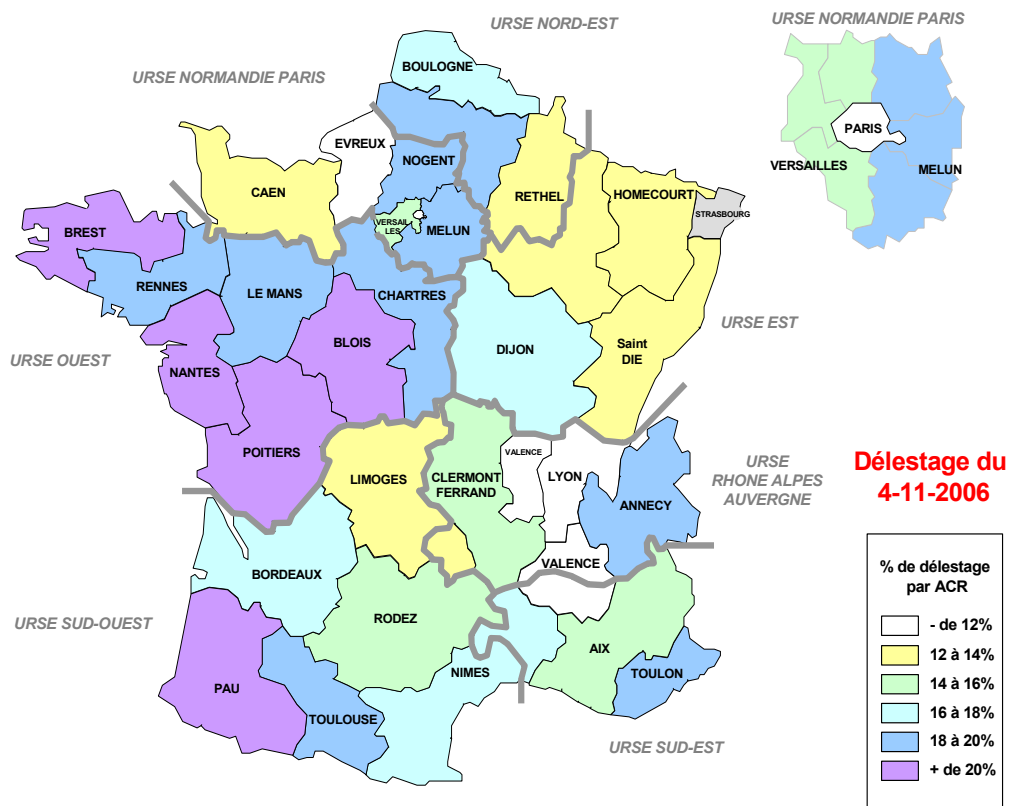 URSE NORD-EST
URSE NORMANDIE PARIS
URSE NORMANDIE PARIS
BOULOGNE
EVREUX
NOGENT
PARIS
CAEN
RETHEL
HOMECOURT
VERSAILLES
MELUN
STRASBOURG
VERSAIL
LES
MELUN
BREST
RENNES
LE MANS
CHARTRES
URSE EST
URSE OUEST
BLOIS
DIJON
Saint
DIE
NANTES
POITIERS
VALENCE
LIMOGES
CLERMONT
FERRAND
LYON
URSE
RHONE ALPES
AUVERGNE
ANNECY
Délestage du
4-11-2006
BORDEAUX
VALENCE
% de délestage
par ACR
- de 12%
12 à 14%
14 à 16%
16 à 18%
18 à 20%
+ de 20%
URSE SUD-OUEST
RODEZ
AIX
NIMES
TOULON
PAU
TOULOUSE
URSE SUD-EST